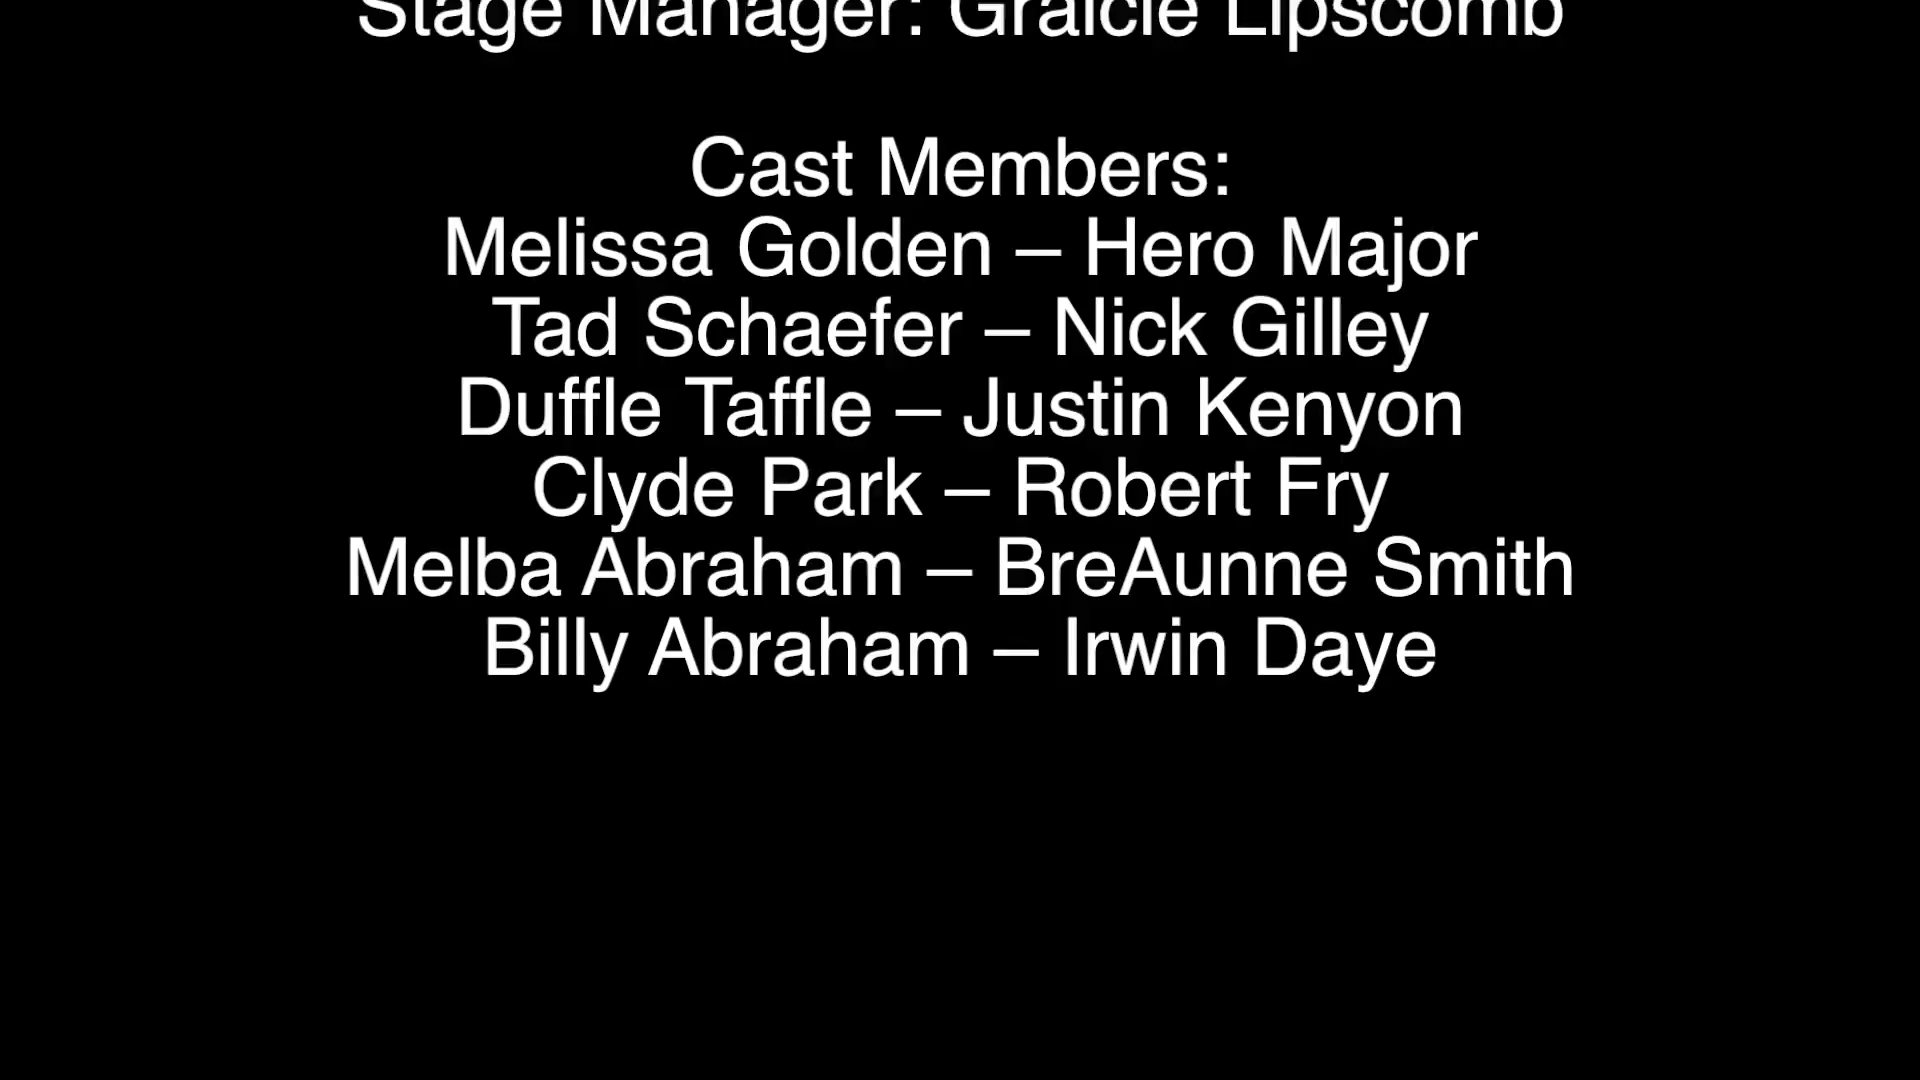 Stage Manager: Graicie Lipscomb
Cast Members:
Melissa Golden – Hero Major
Tad Schaefer – Nick Gilley
Duffle Taffle – Justin Kenyon
Clyde Park – Robert Fry
Melba Abraham – BreAunne Smith
Billy Abraham – Irwin Daye